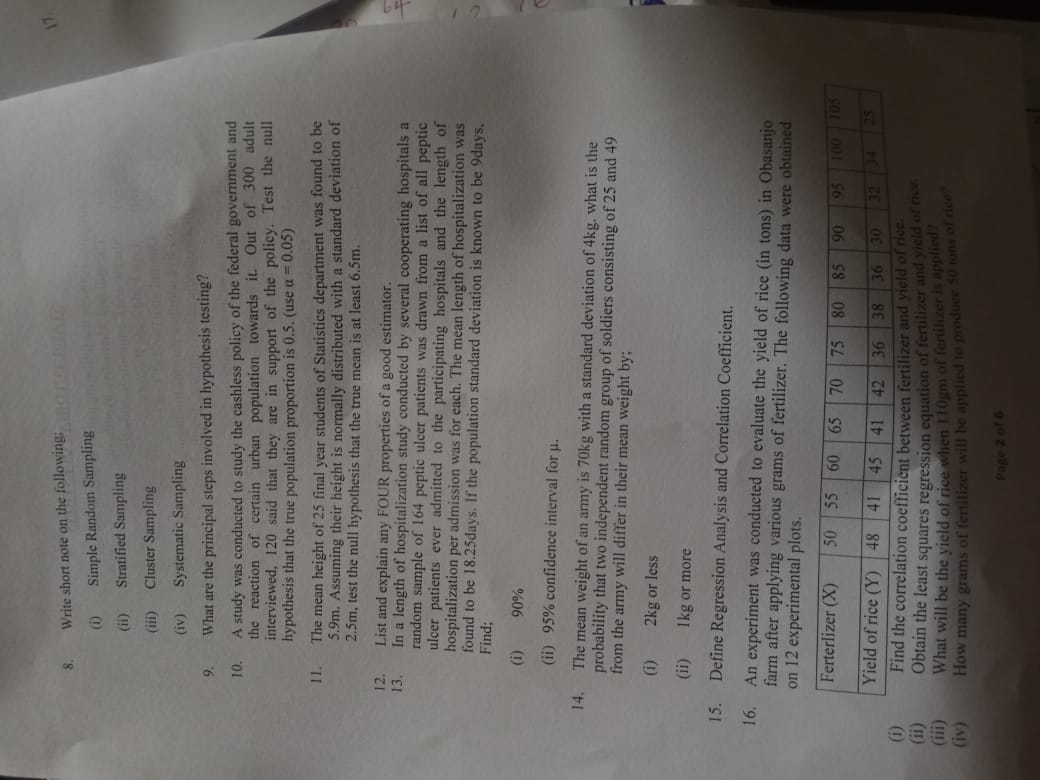 8. Write short note on the following:
(i) Simple Random Sampling
(ii) Stratified Sampling
(iii) Cluster Sampling
(iv) Systematic Sampling
9. What are the principal steps involved in hypothesis testing?
10. A study was conducted to study the cashless policy of the federal government and
the reaction of certain urban population towards it. Out of 300 adult
interviewed, 120 said that they are in support of the policy. Test the null
hypothesis that the true population proportion is 0.5. (use α = 0.05)
11. The mean height of 25 final year students of Statistics department was found to be
5.9m. Assuming their height is normally distributed with a standard deviation of
2.5m, test the null hypothesis that the true mean is at least 6.5m.
12. List and explain any FOUR properties of a good estimator.
13. In a length of hospitalization study conducted by several cooperating hospitals a
random sample of 164 peptic ulcer patients was drawn from a list of all peptic
ulcer patients ever admitted to the participating hospitals and the length of
hospitalization per admission was for each. The mean length of hospitalization was
found to be 18.25days. If the population standard deviation is known to be 9days,
Find;
(i) 90%
(ii) 95% confidence interval for μ.
14. The mean weight of an army is 70kg with a standard deviation of 4kg. what is the
probability that two independent random group of soldiers consisting of 25 and 49
from the army will differ in their mean weight by;
(i) 2kg or less
(ii) 1kg or more
15. Define Regression Analysis and Correlation Coefficient.
16. An experiment was conducted to evaluate the yield of rice (in tons) in Obasanjo
farm after applying various grams of fertilizer. The following data were obtained
on 12 experimental plots.
Ferterlizer (X) 50 55 60 65 70 75 80 85 90 95 100 105
Yield of rice (Y) 48 41 45 41 42 36 38 36 30 32 34 25
(i) Find the correlation coefficient between fertilizer and yield of rice.
(ii) Obtain the least squares regression equation of fertilizer and yield of rice.
(iii) What will be the yield of rice when 110gm of fertilizer is applied?
(iv) How many grams of fertilizer will be applied to produce 50 tons of rice?
Page 2 of 6
17.